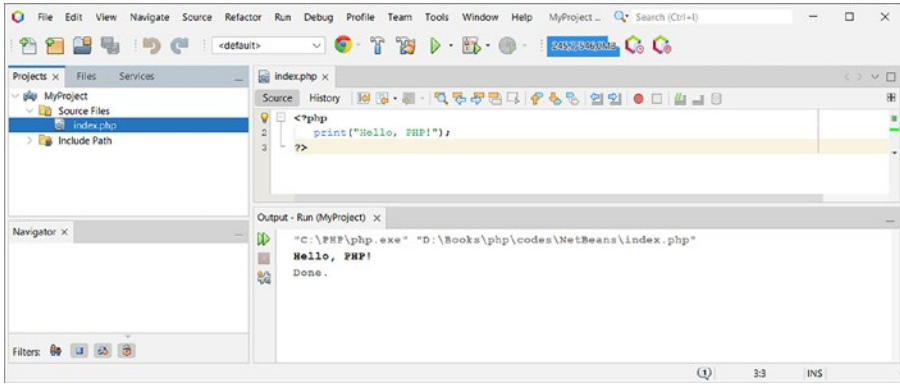 File Edit View Navigate Source Refactor Run Debug Profile Team Tools Window Help MyProject ... Search (Ctrl+I)
<default>
Projects Files Services
MyProject
Source Files
index.php
Include Path
Navigator
Filters:
index.php
Source History
1 <?php
2 print("Hello, PHP!");
3 ?>
Output - Run (MyProject)
"C:\PHP\php.exe" "D:\Books\php\codes\NetBeans\index.php"
Hello, PHP!
Done.
1 3:3 INS